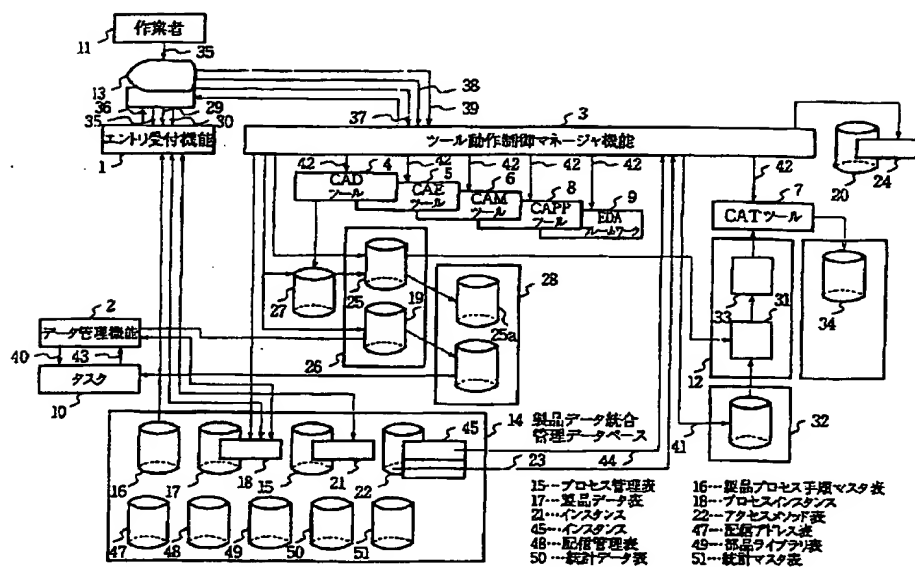 作業者
11
35
13
36
35
29
30
38
39
37
3
エントリ受付機能
1
ツール動作制御マネージャ機能
42
4
42
5
42
6
42
8
42
9
42
7
20
24
CAD
ツール
CAE
ツール
CAM
ツール
CAPP
ツール
EDA
フレームワーク
CATツール
27
25
19
26
25a
28
33
31
12
34
2
データ管理機能
40
43
タスク
10
32
41
14
製品データ統合
管理データベース
45
23
44
16
17
18
15
21
22
47
48
49
50
51
15…プロセス管理表
16…製品プロセス手順マスタ表
17…製品データ表
18…プロセスインスタンス
21…インスタンス
22…アクセスメソッド表
45…インスタンス
47…配信アドレス表
48…配信管理表
49…部品ライブラリ表
50…統計データ表
51…統計マスタ表